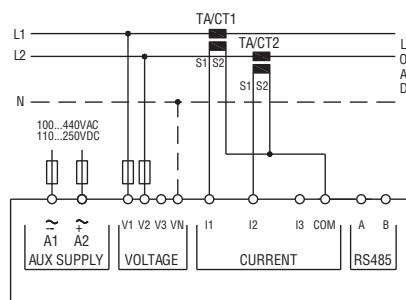 TA/CT1
L1
TA/CT2
L2
S1 S2
S1 S2
LOAD
N
100...440VAC
110...250VDC
~ ~
- +
A1 A2
V1 V2 V3 VN
I1 I2 I3 COM
A B
AUX SUPPLY
VOLTAGE
CURRENT
RS485